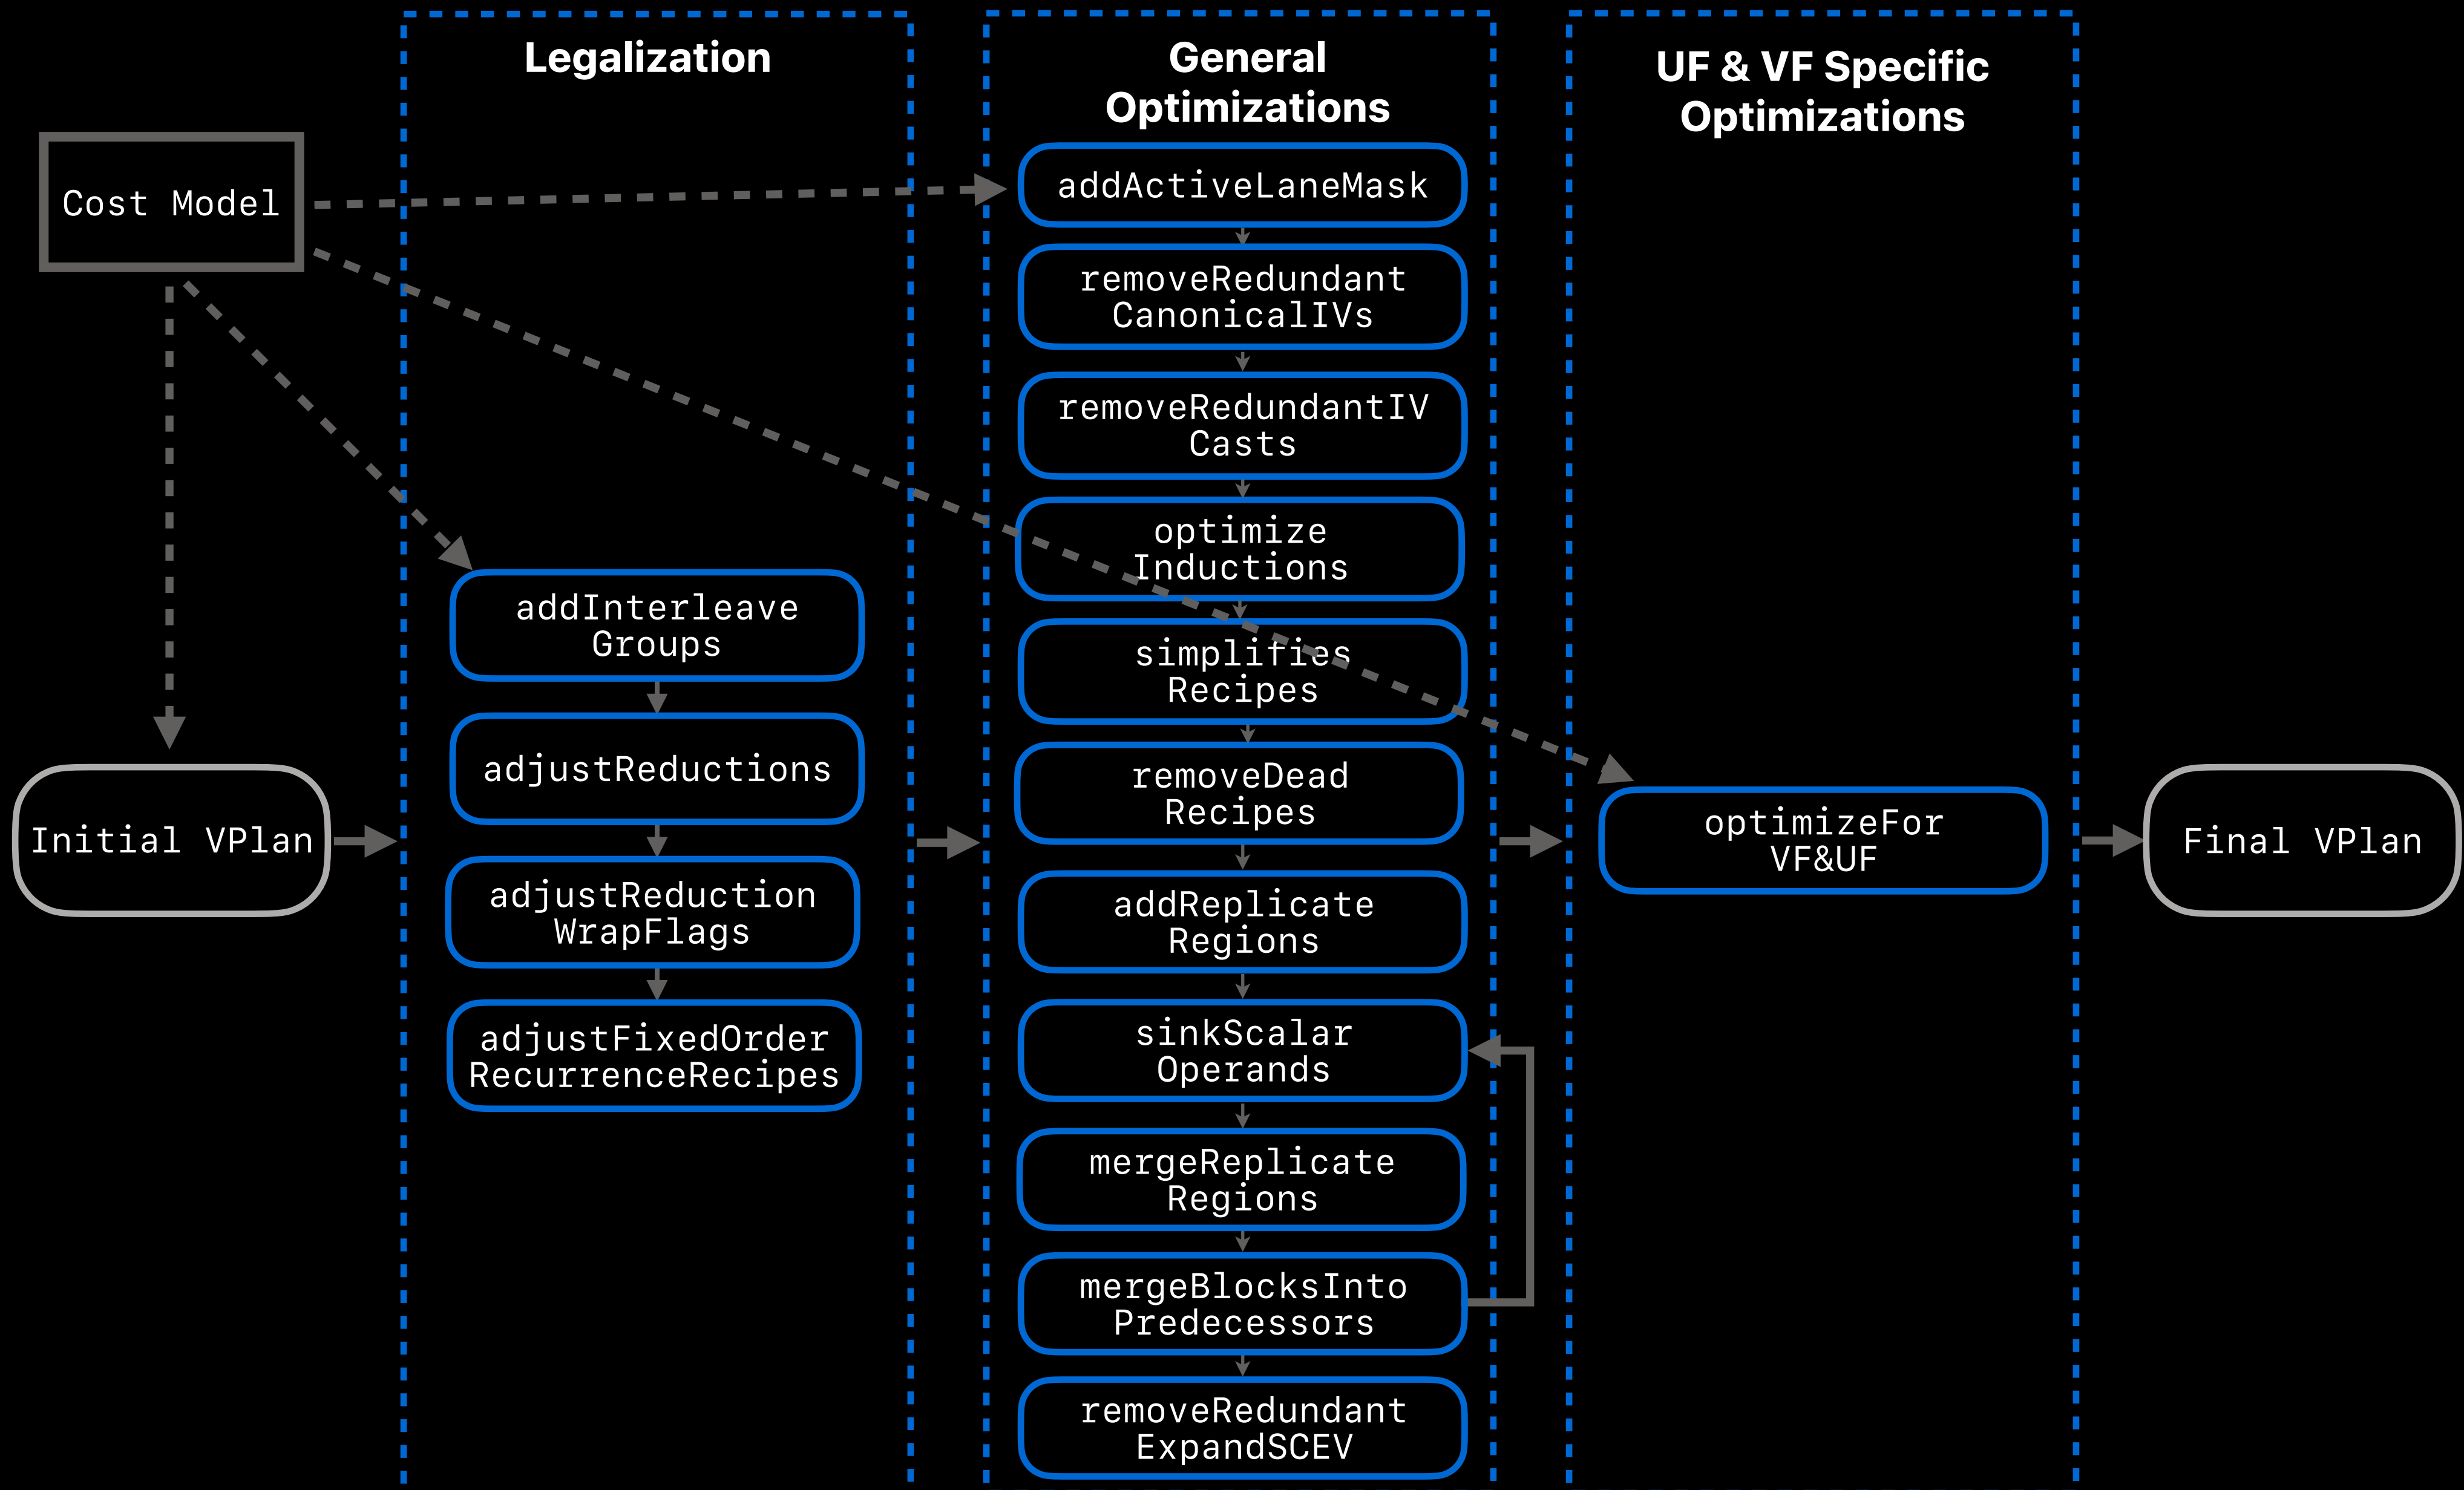 Legalization
General
Optimizations
UF & VF Specific
Optimizations
Cost Model
Initial VPlan
addInterleave
Groups
adjustReductions
adjustReduction
WrapFlags
adjustFixedOrder
RecurrenceRecipes
addActiveLaneMask
removeRedundant
CanonicalIVs
removeRedundantIV
Casts
optimize
Inductions
simplifies
Recipes
removeDead
Recipes
addReplicate
Regions
sinkScalar
Operands
mergeReplicate
Regions
mergeBlocksInto
Predecessors
removeRedundant
ExpandSCEV
optimizeFor
VF&UF
Final VPlan